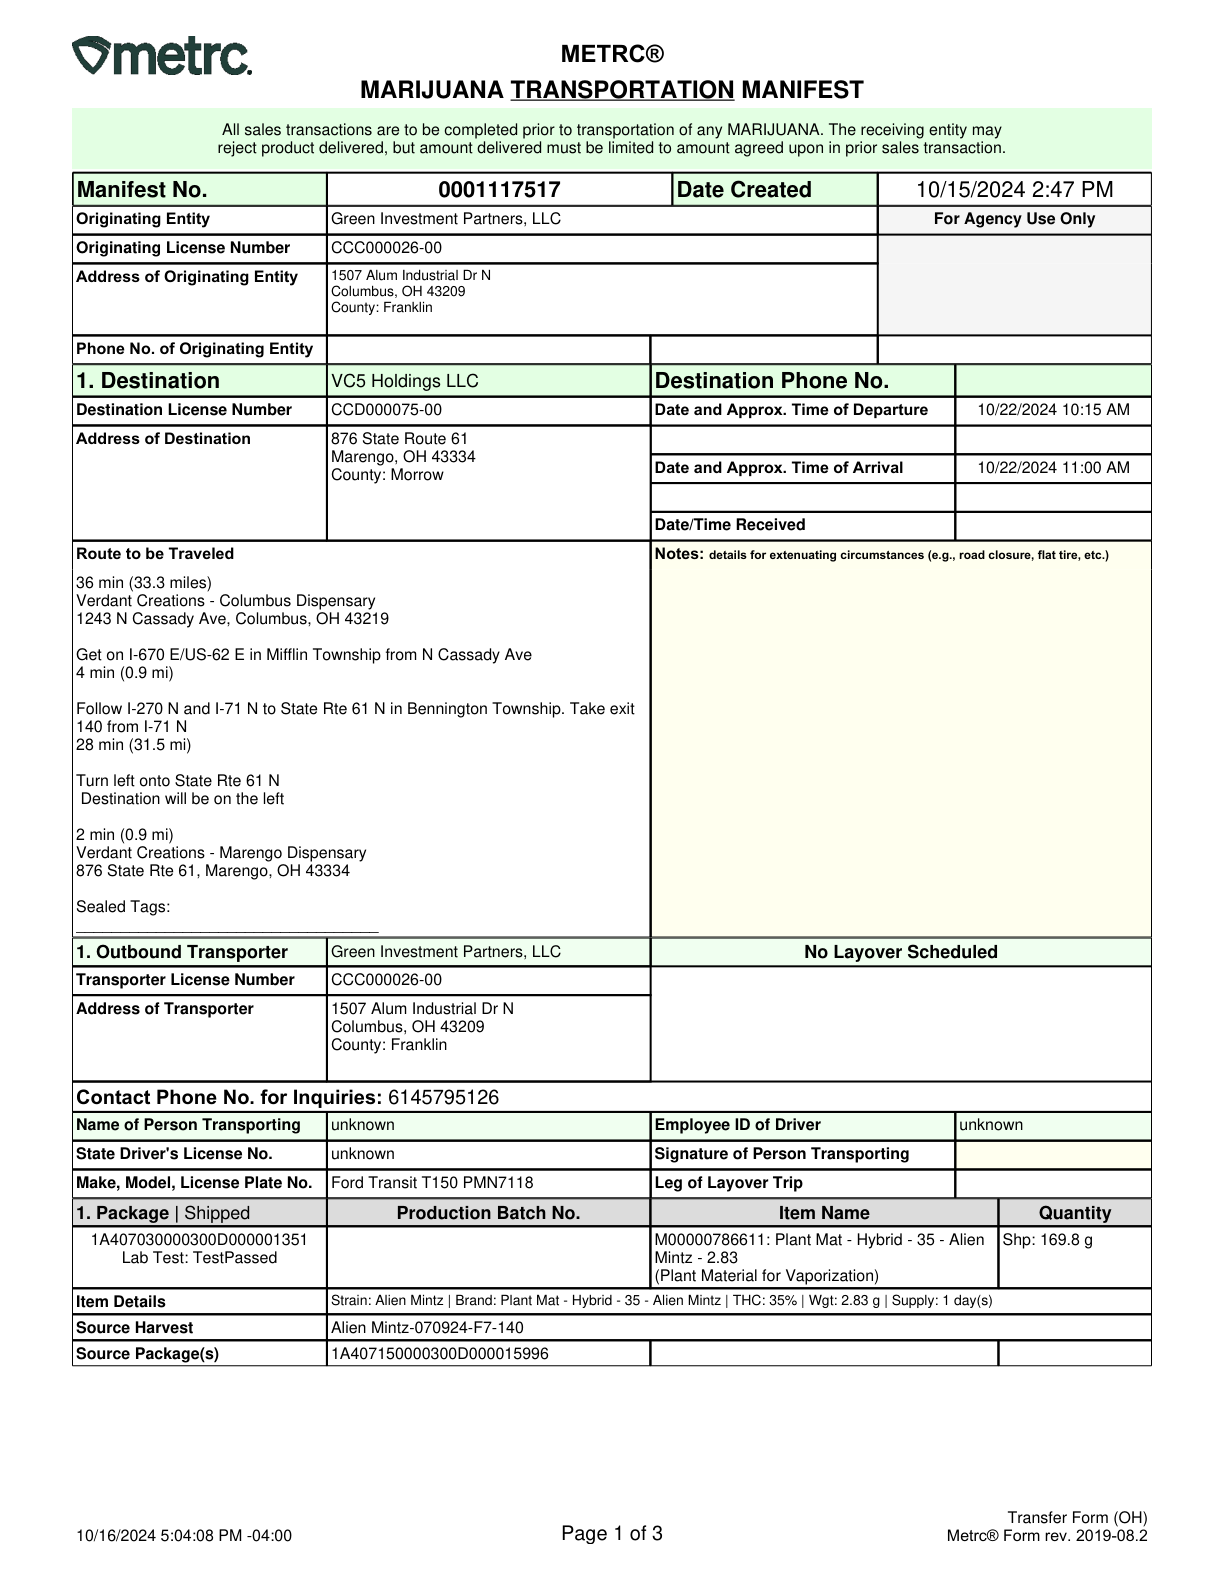 metrc.
METRC®
MARIJUANA TRANSPORTATION MANIFEST
All sales transactions are to be completed prior to transportation of any MARIJUANA. The receiving entity may
reject product delivered, but amount delivered must be limited to amount agreed upon in prior sales transaction.
Manifest No. 0001117517 Date Created 10/15/2024 2:47 PM
Originating Entity Green Investment Partners, LLC For Agency Use Only
Originating License Number CCC000026-00
Address of Originating Entity 1507 Alum Industrial Dr N
Columbus, OH 43209
County: Franklin
Phone No. of Originating Entity
1. Destination VC5 Holdings LLC Destination Phone No.
Destination License Number CCD000075-00 Date and Approx. Time of Departure 10/22/2024 10:15 AM
Address of Destination 876 State Route 61
Marengo, OH 43334
County: Morrow
Date and Approx. Time of Arrival 10/22/2024 11:00 AM
Date/Time Received
Route to be Traveled
36 min (33.3 miles)
Verdant Creations - Columbus Dispensary
1243 N Cassady Ave, Columbus, OH 43219
Get on I-670 E/US-62 E in Mifflin Township from N Cassady Ave
4 min (0.9 mi)
Follow I-270 N and I-71 N to State Rte 61 N in Bennington Township. Take exit
140 from I-71 N
28 min (31.5 mi)
Turn left onto State Rte 61 N
Destination will be on the left
2 min (0.9 mi)
Verdant Creations - Marengo Dispensary
876 State Rte 61, Marengo, OH 43334
Sealed Tags:
___________________________________
Notes: details for extenuating circumstances (e.g., road closure, flat tire, etc.)
1. Outbound Transporter Green Investment Partners, LLC No Layover Scheduled
Transporter License Number CCC000026-00
Address of Transporter 1507 Alum Industrial Dr N
Columbus, OH 43209
County: Franklin
Contact Phone No. for Inquiries: 6145795126
Name of Person Transporting unknown Employee ID of Driver unknown
State Driver's License No. unknown Signature of Person Transporting
Make, Model, License Plate No. Ford Transit T150 PMN7118 Leg of Layover Trip
1. Package | Shipped Production Batch No. Item Name Quantity
1A407030000300D000001351
Lab Test: TestPassed
M00000786611: Plant Mat - Hybrid - 35 - Alien
Mintz - 2.83
(Plant Material for Vaporization)
Shp: 169.8 g
Item Details Strain: Alien Mintz | Brand: Plant Mat - Hybrid - 35 - Alien Mintz | THC: 35% | Wgt: 2.83 g | Supply: 1 day(s)
Source Harvest Alien Mintz-070924-F7-140
Source Package(s) 1A407150000300D000015996
10/16/2024 5:04:08 PM -04:00
Page 1 of 3
Transfer Form (OH)
Metrc® Form rev. 2019-08.2